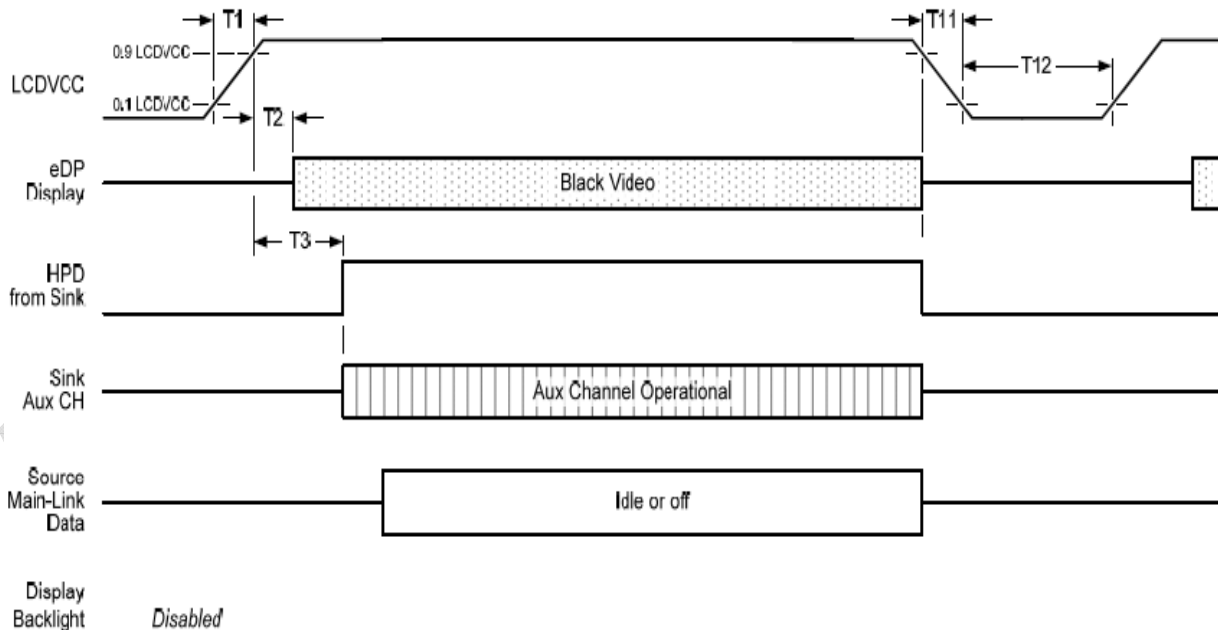 T1
T11
0.9 LCDVCC
LCDVCC
T12
0.1 LCDVCC
T2
eDP
Display
Black Video
T3
HPD
from Sink
Sink
Aux CH
Aux Channel Operational
Source
Main-Link
Data
Idle or off
Display
Backlight
Disabled